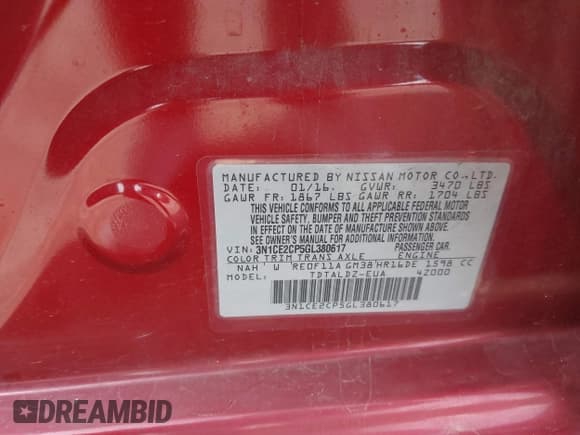 MANUFACTURED BY NISSAN MOTOR CO.,LTD.
DATE: 01/16. GVWR: 3470 LBS
GAWR FR: 1867 LBS GAWR RR: 1704 LBS
THIS VEHICLE CONFORMS TO ALL APPLICABLE FEDERAL MOTOR
VEHICLE SAFETY, BUMPER AND THEFT PREVENTION STANDARDS
IN EFFECT ON THE DATE OF MANUFACTURE SHOWN ABOVE.
SEE OWNER'S MANUAL FOR ADDITIONAL INFORMATION.
VIN: 3N1CE2CP5GL380617 PASSENGER CAR.
COLOR TRIM TRANS AXLE ENGINE
NAH W RE0F11A GM38 HR16DE 1598 CC
MODEL: TDTALDZ-EUA 42000
3N1CE2CP5GL380617
DREAMBID